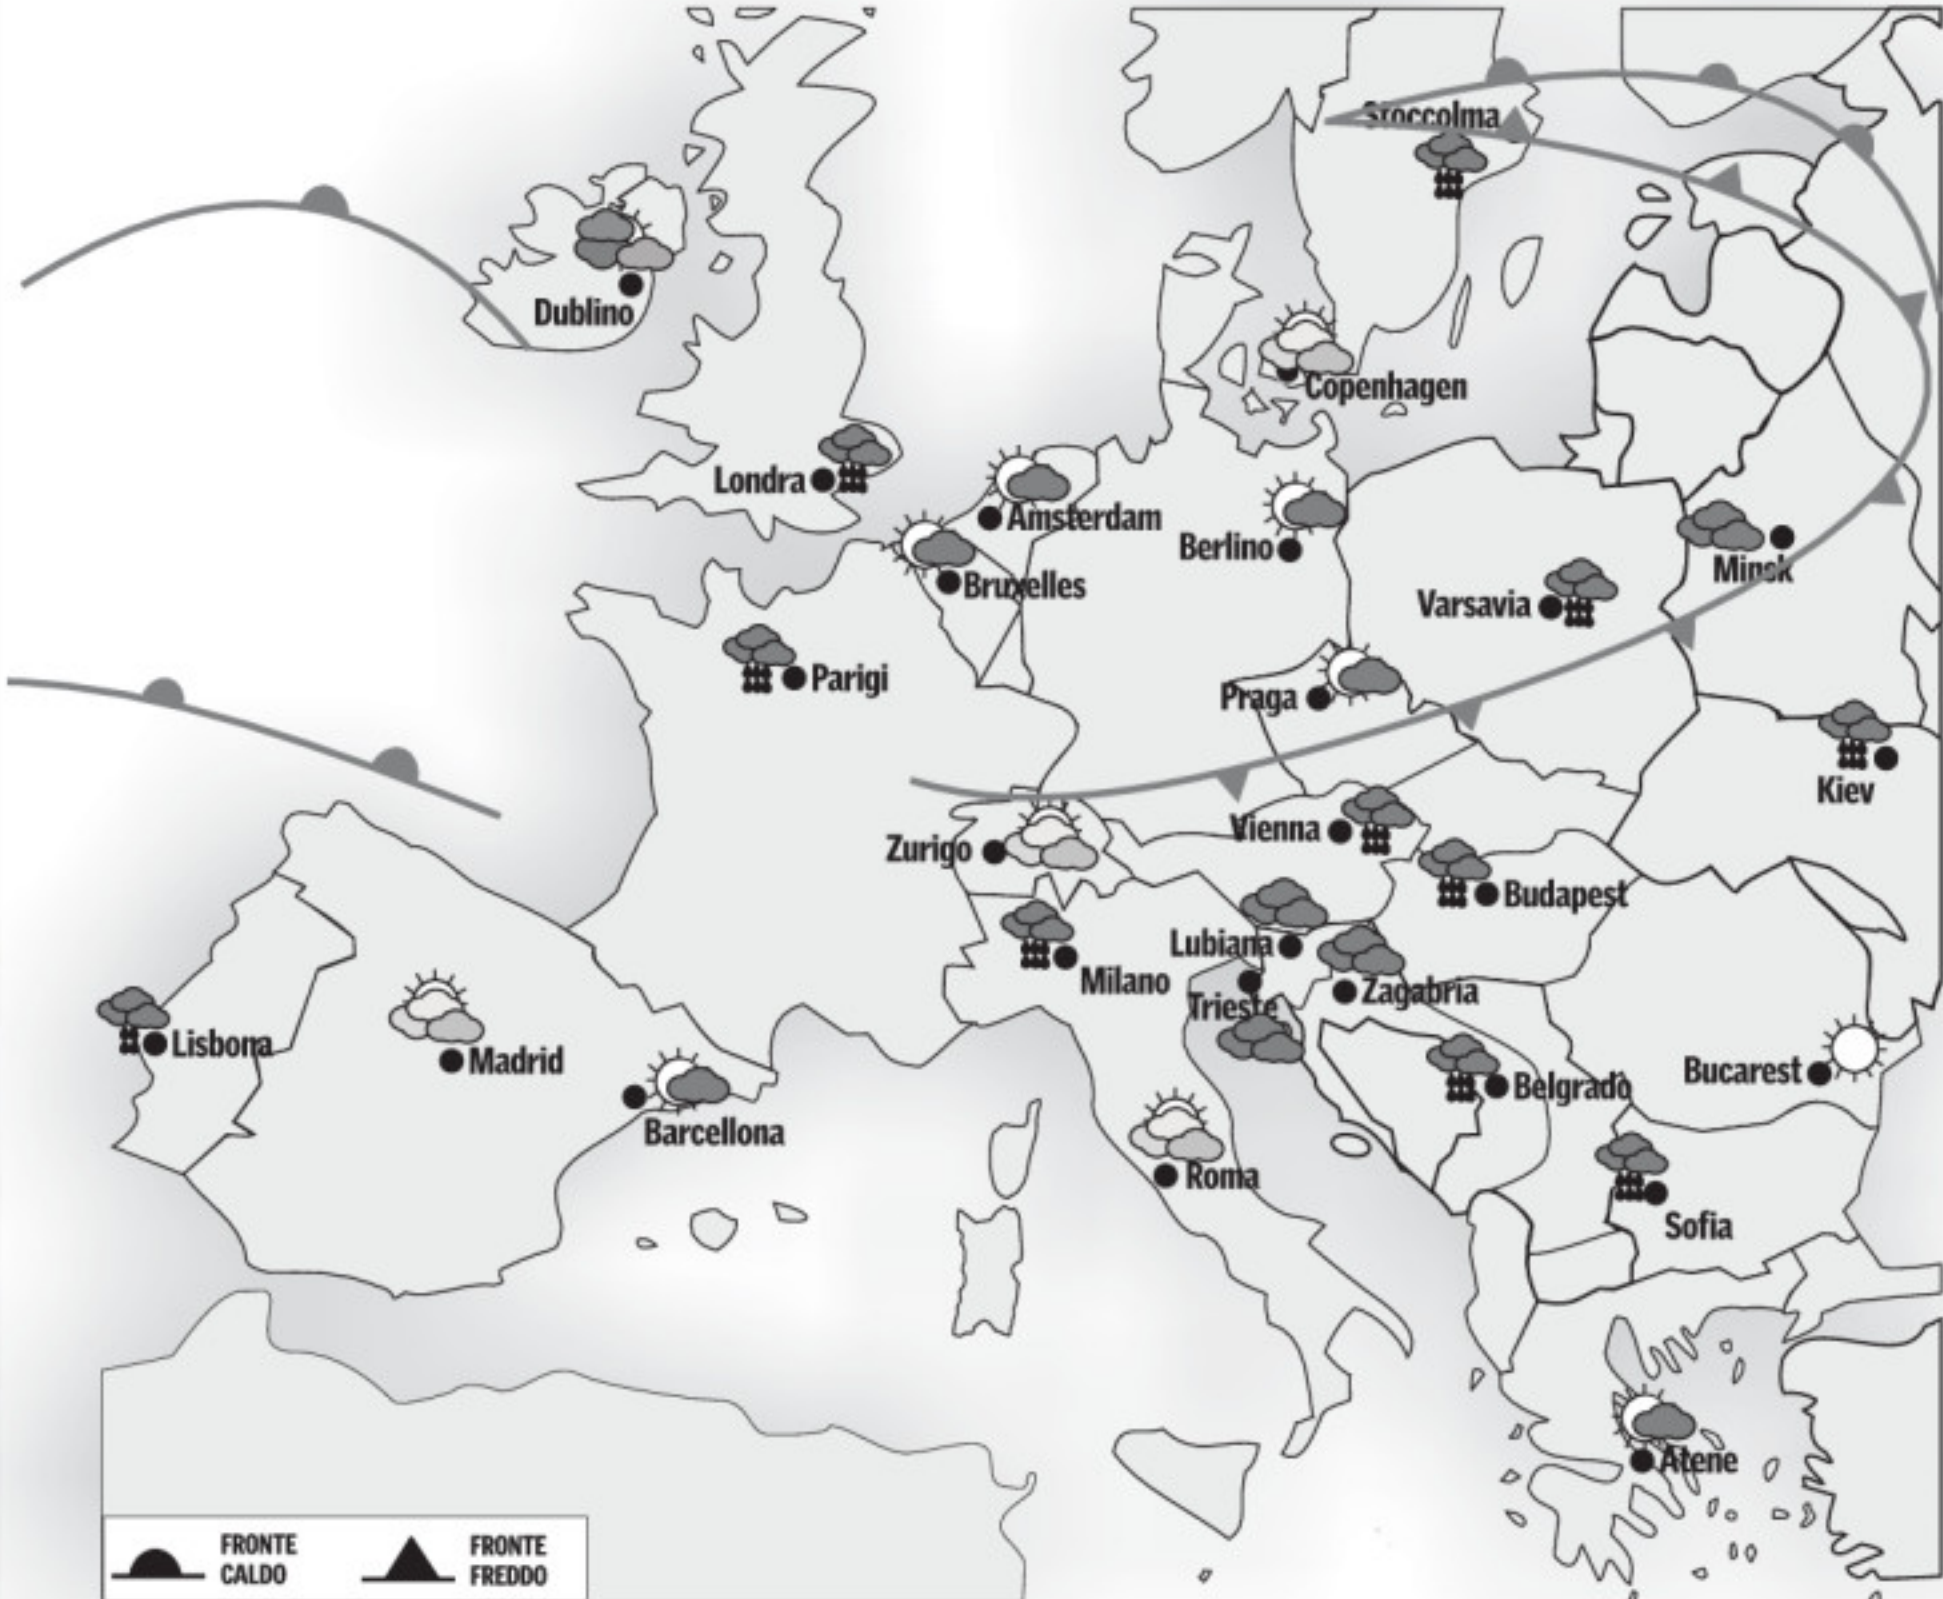 Stoccolma
Dublino
Copenhagen
Londra
Amsterdam
Berlino
Bruxelles
Minsk
Varsavia
Parigi
Praga
Kiev
Vienna
Zurigo
Budapest
Lubiana
Milano
Zagabria
Trieste
Lisbona
Madrid
Bucarest
Belgrado
Barcellona
Roma
Sofia
Atene
FRONTE
CALDO
FRONTE
FREDDO